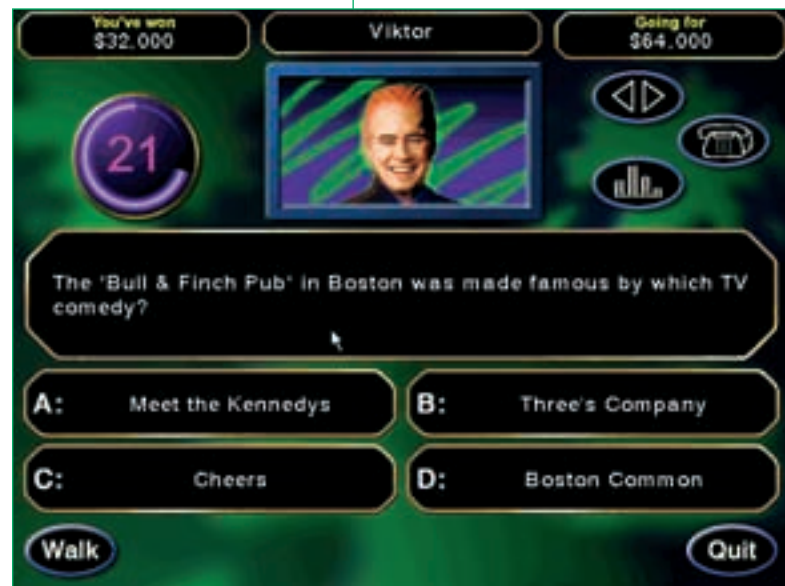 You've won
$32.000
Viktor
Going for
$64.000
21
The 'Bull & Finch Pub' in Boston was made famous by which TV
comedy?
A: Meet the Kennedys
B: Three's Company
C: Cheers
D: Boston Common
Walk
Quit